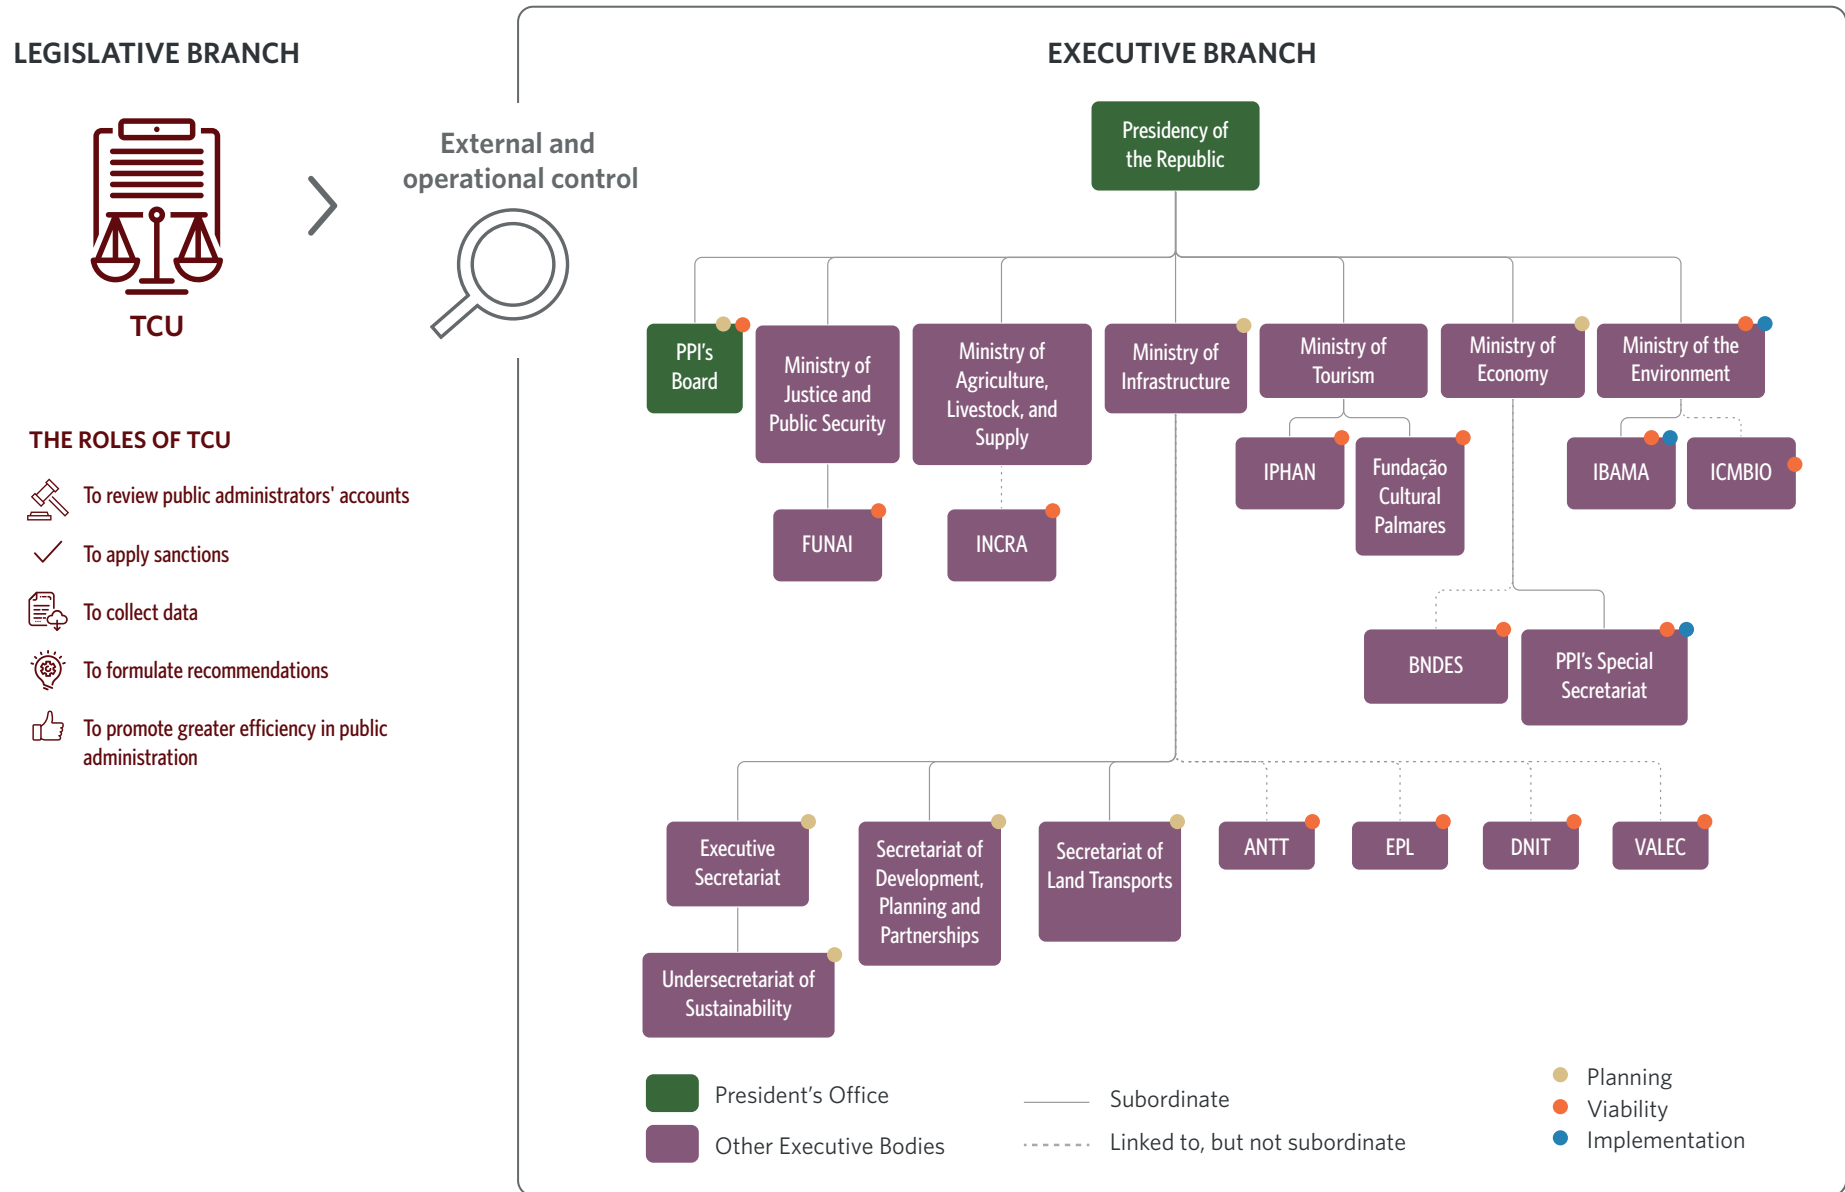 LEGISLATIVE BRANCH
TCU
External and
operational control
THE ROLES OF TCU
To review public administrators' accounts
To apply sanctions
To collect data
To formulate recommendations
To promote greater efficiency in public
administration
EXECUTIVE BRANCH
Presidency of
the Republic
PPI's
Board
Ministry of
Justice and
Public Security
Ministry of
Agriculture,
Livestock, and
Supply
Ministry of
Infrastructure
Ministry of
Tourism
Ministry of
Economy
Ministry of the
Environment
FUNAI
INCRA
IPHAN
Fundação
Cultural
Palmares
IBAMA
ICMBIO
BNDES
PPI's Special
Secretariat
Executive
Secretariat
Secretariat of
Development,
Planning and
Partnerships
Secretariat of
Land Transports
ANTT
EPL
DNIT
VALEC
Undersecretariat of
Sustainability
President's Office
Other Executive Bodies
Subordinate
Linked to, but not subordinate
Planning
Viability
Implementation